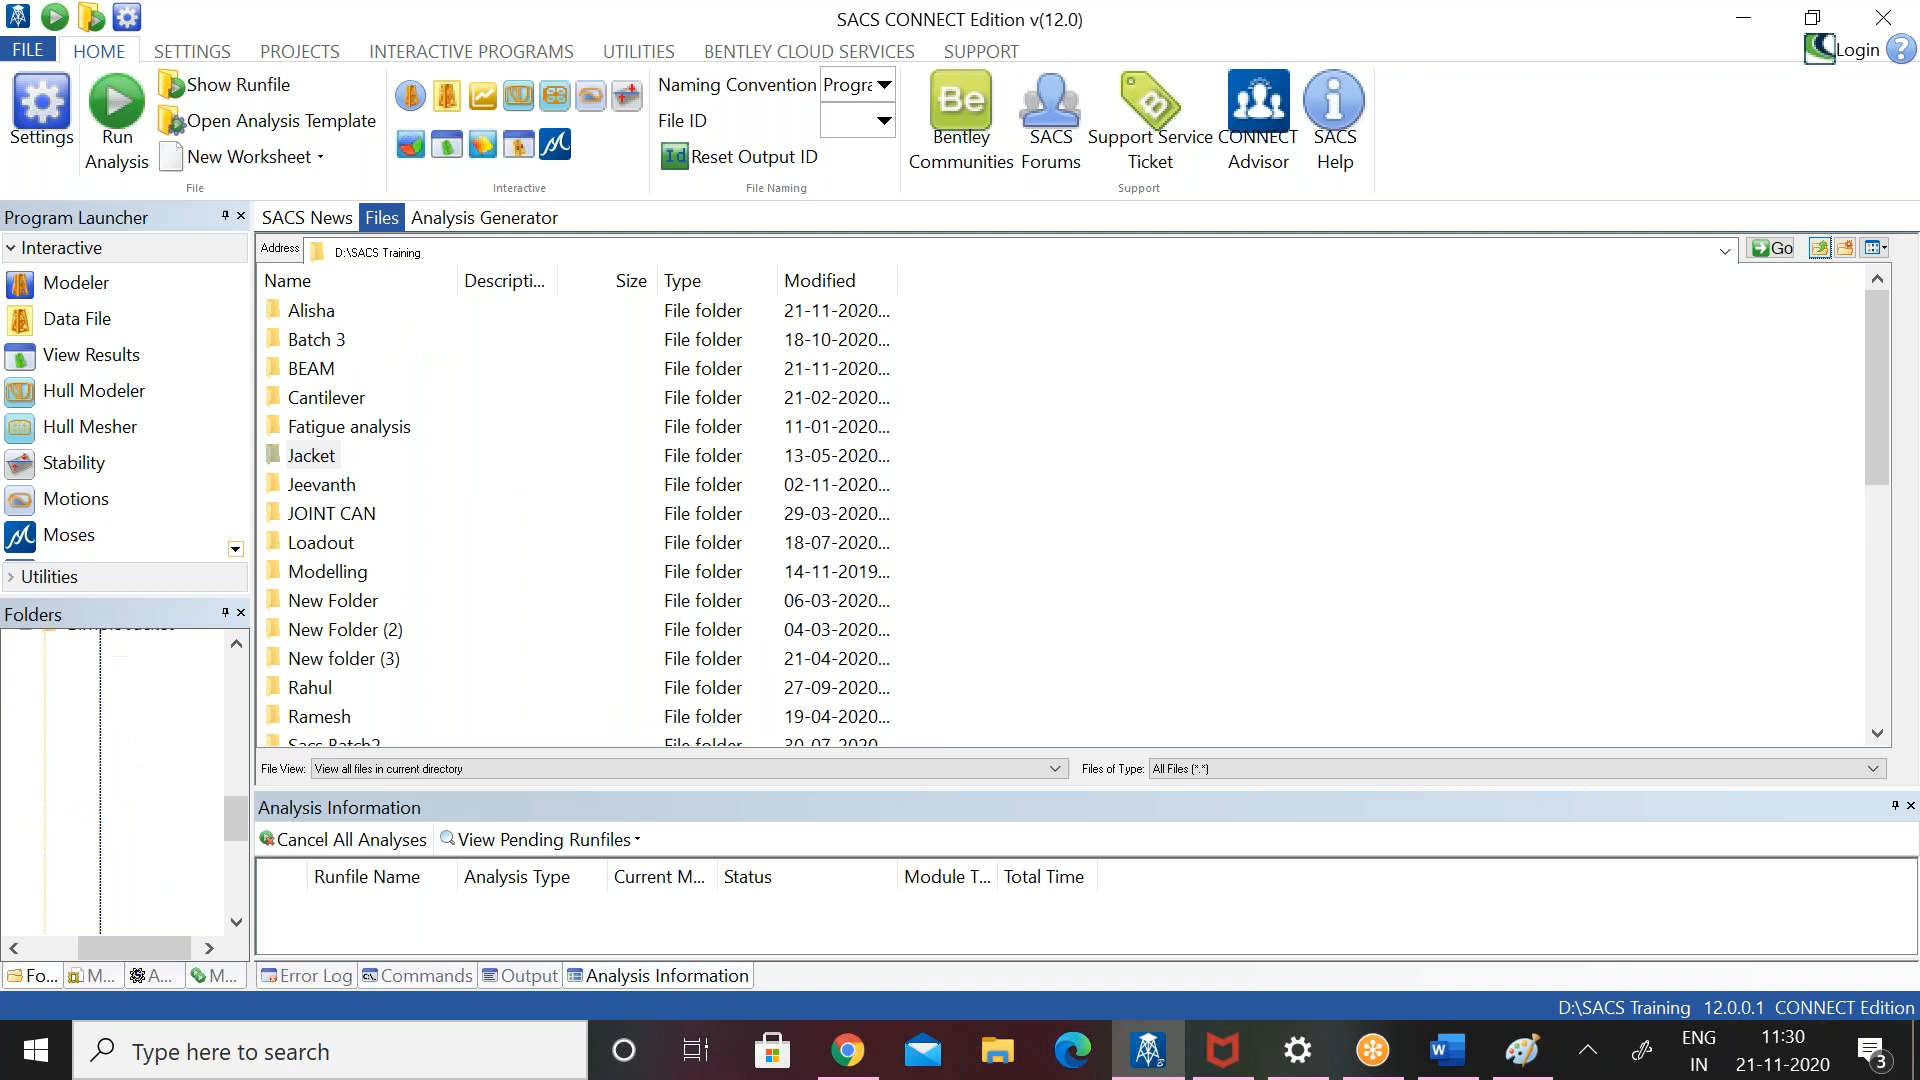 SACS CONNECT Edition v(12.0)
FILE HOME SETTINGS PROJECTS INTERACTIVE PROGRAMS UTILITIES BENTLEY CLOUD SERVICES SUPPORT
Login
Settings
Run Analysis
Show Runfile
Open Analysis Template
New Worksheet
File
Interactive
Naming Convention Progra
File ID
Id Reset Output ID
File Naming
Be
Bentley Communities
SACS Forums
Support Service Ticket
CONNECT Advisor
SACS Help
Support
Program Launcher
Interactive
Modeler
Data File
View Results
Hull Modeler
Hull Mesher
Stability
Motions
Moses
Utilities
Folders
Fo... M... A... M...
SACS News Files Analysis Generator
Address D:\SACS Training Go
Name Descripti... Size Type Modified
Alisha File folder 21-11-2020...
Batch 3 File folder 18-10-2020...
BEAM File folder 21-11-2020...
Cantilever File folder 21-02-2020...
Fatigue analysis File folder 11-01-2020...
Jacket File folder 13-05-2020...
Jeevanth File folder 02-11-2020...
JOINT CAN File folder 29-03-2020...
Loadout File folder 18-07-2020...
Modelling File folder 14-11-2019...
New Folder File folder 06-03-2020...
New Folder (2) File folder 04-03-2020...
New folder (3) File folder 21-04-2020...
Rahul File folder 27-09-2020...
Ramesh File folder 19-04-2020...
Sacs Batch2 File folder 30-07-2020
File View: View all files in current directory Files of Type: All Files (*.*)
Analysis Information
Cancel All Analyses View Pending Runfiles
Runfile Name Analysis Type Current M... Status Module T... Total Time
Error Log Commands Output Analysis Information
D:\SACS Training 12.0.0.1 CONNECT Edition
Type here to search
ENG
IN
11:30
21-11-2020
3